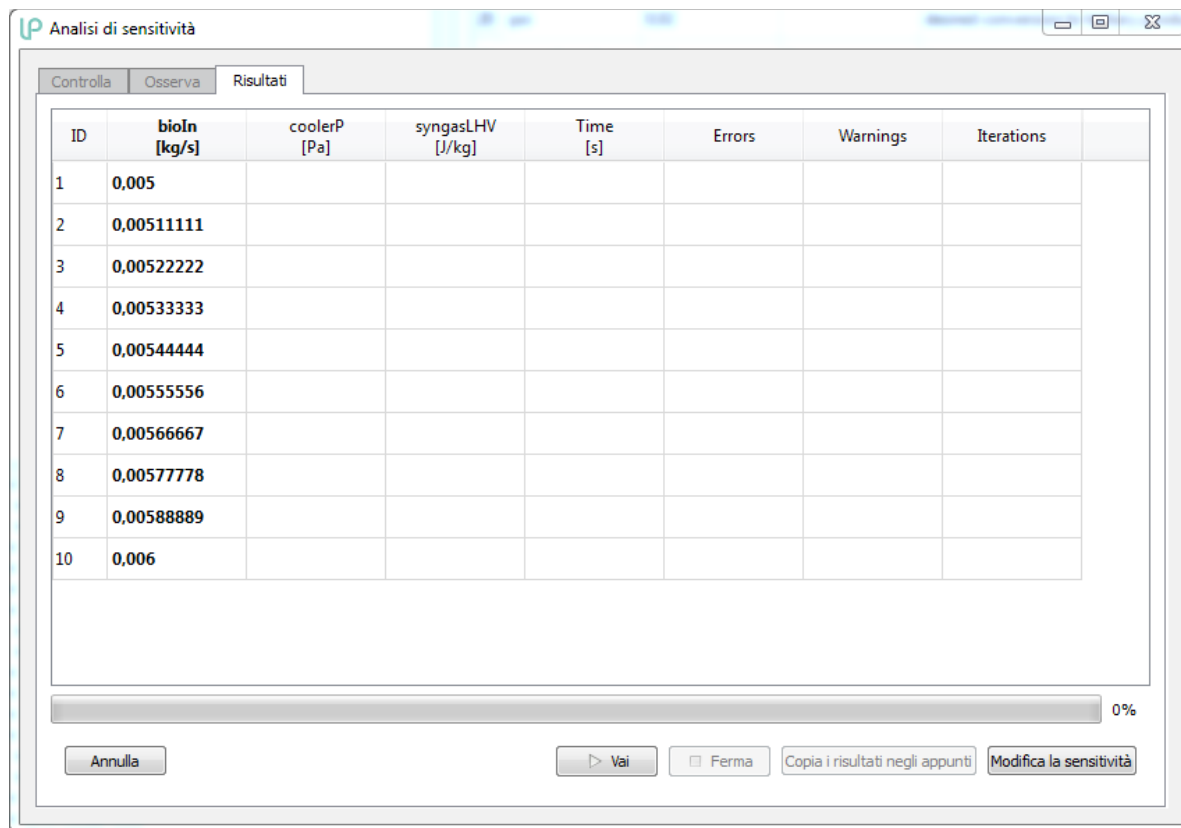 Analisi di sensitività
Controlla Osserva Risultati
ID bioIn [kg/s] coolerP [Pa] syngasLHV [J/kg] Time [s] Errors Warnings Iterations
1 0,005
2 0,00511111
3 0,00522222
4 0,00533333
5 0,00544444
6 0,00555556
7 0,00566667
8 0,00577778
9 0,00588889
10 0,006
0%
Annulla Vai Ferma Copia i risultati negli appunti Modifica la sensitività